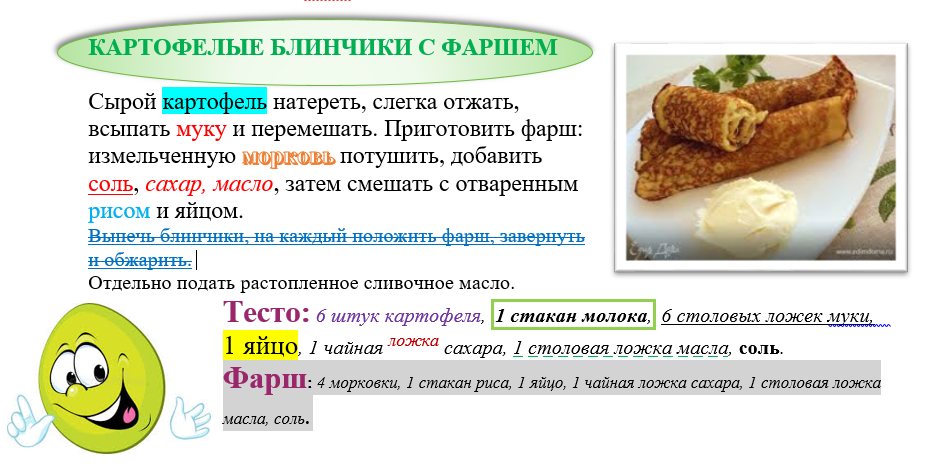 КАРТОФЕЛЫЕ БЛИНЧИКИ С ФАРШЕМ
Сырой картофель натереть, слегка отжать,
всыпать муку и перемешать. Приготовить фарш:
измельченную морковь потушить, добавить
соль, сахар, масло, затем смешать с отваренным
рисом и яйцом.
Выпечь блинчики, на каждый положить фарш, завернуть
и обжарить.
Отдельно подать растопленное сливочное масло.
www.edimdoma.ru
Тесто: 6 штук картофеля, 1 стакан молока, 6 столовых ложек муки,
1 яйцо, 1 чайная ложка сахара, 1 столовая ложка масла, соль.
Фарш: 4 морковки, 1 стакан риса, 1 яйцо, 1 чайная ложка сахара, 1 столовая ложка
масла, соль.